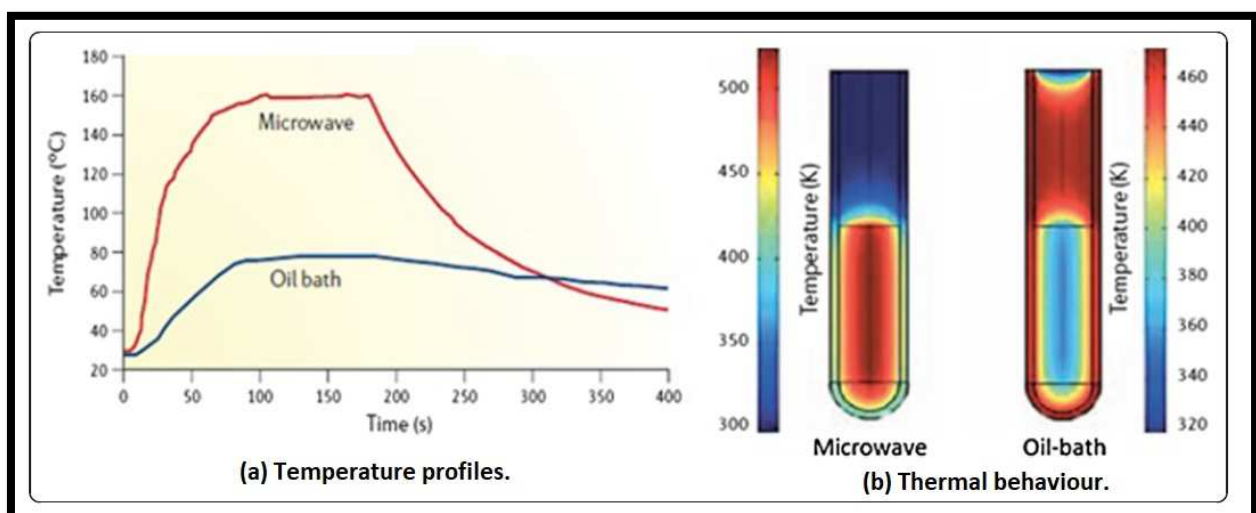 180
160
140
120
100
80
60
40
20
Temperature (°C)
Microwave
Oil bath
0 50 100 150 200 250 300 350 400
Time (s)
(a) Temperature profiles.
500
450
400
350
300
Temperature (K)
Microwave
Temperature (K)
460
440
420
400
380
360
340
320
Oil-bath
(b) Thermal behaviour.